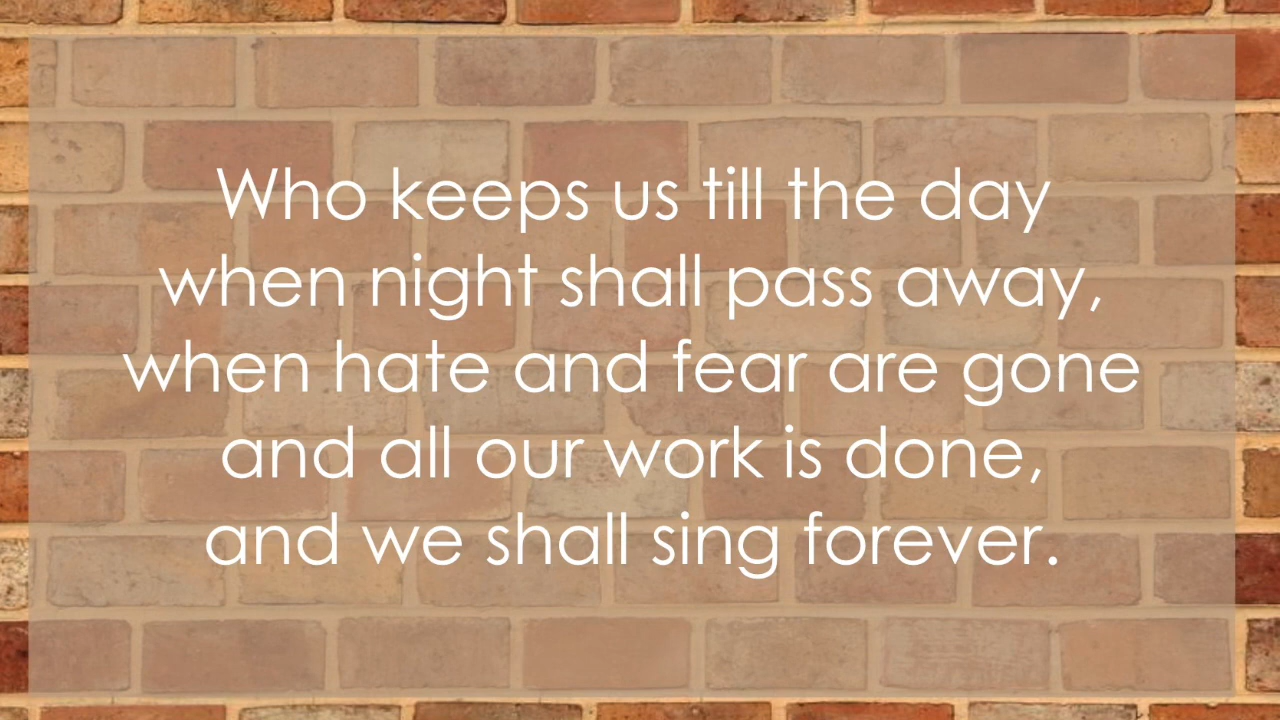 Who keeps us till the day
when night shall pass away,
when hate and fear are gone
and all our work is done,
and we shall sing forever.